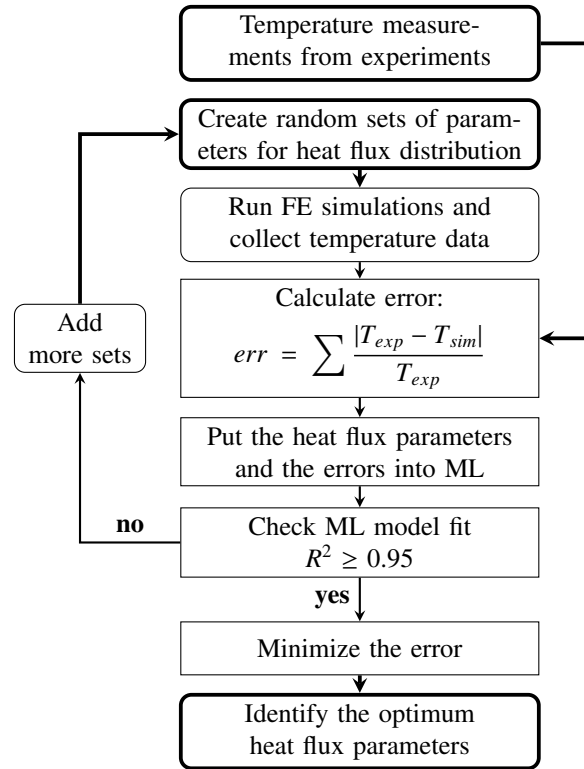 Temperature measure-
ments from experiments
Create random sets of param-
eters for heat flux distribution
Run FE simulations and
collect temperature data
Calculate error:
err = ∑ |T_exp − T_sim| / T_exp
Add
more sets
Put the heat flux parameters
and the errors into ML
no
Check ML model fit
R² ≥ 0.95
yes
Minimize the error
Identify the optimum
heat flux parameters